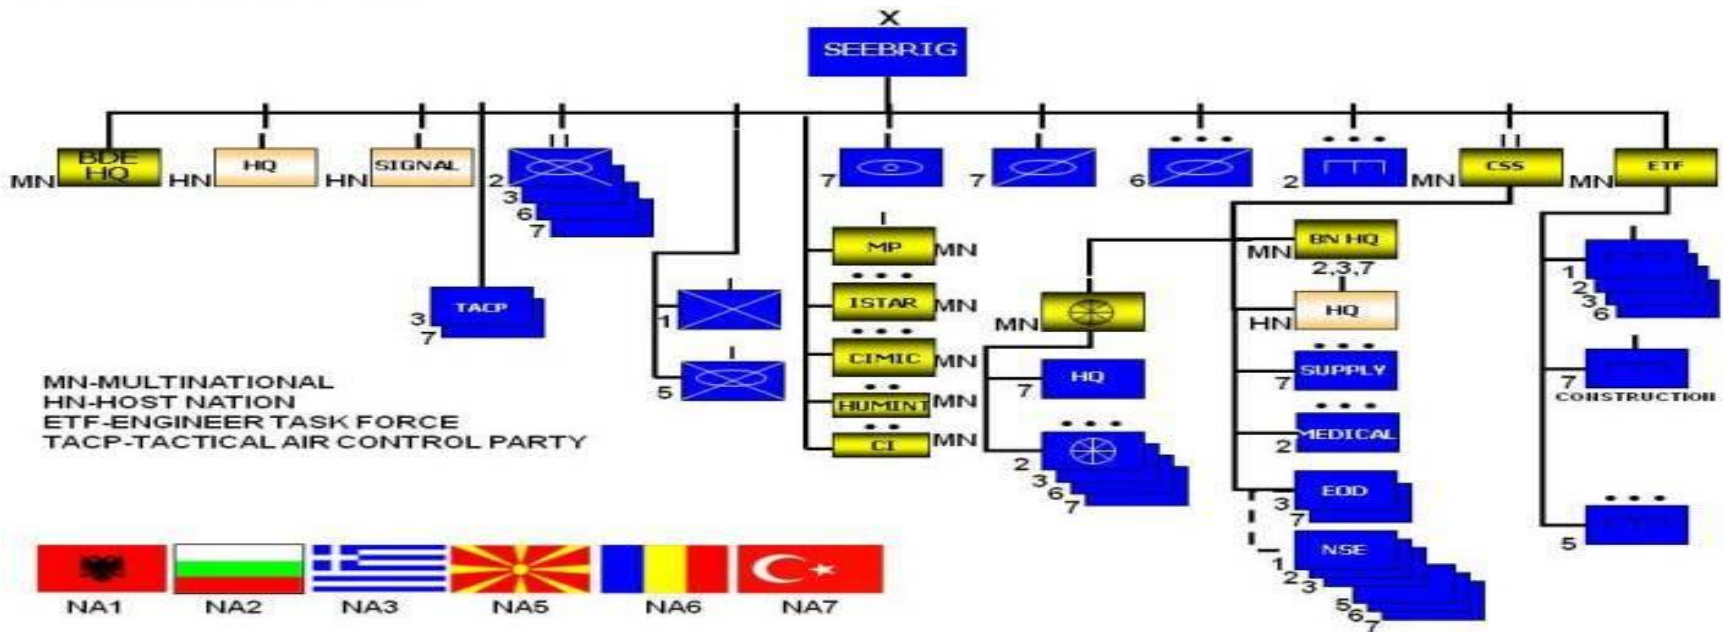 X
SEEBRIG
MN BDE HQ
HN HQ
HN SIGNAL
2
3
6
7
7
7
6
2
MN CSS
MN ETF
3 TACP
7
1
5
MP MN
ISTAR MN
CIMIC MN
HUMINT MN
CI MN
MN
7 HQ
2
3
6
7
MN BN HQ
2,3,7
HN HQ
7 SUPPLY
2 MEDICAL
3 EOD
7
1 NSE
2
3
5
6
7
1
2
3
6
7
CONSTRUCTION
5
MN-MULTINATIONAL
HN-HOST NATION
ETF-ENGINEER TASK FORCE
TACP-TACTICAL AIR CONTROL PARTY
NA1 NA2 NA3 NA5 NA6 NA7